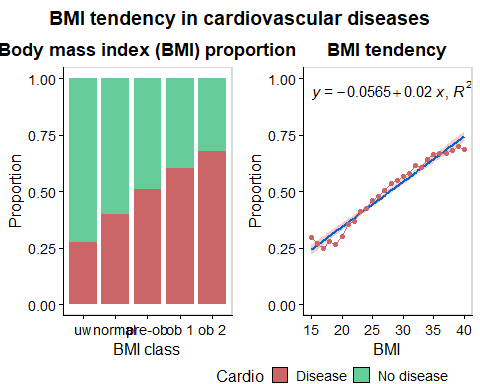 BMI tendency in cardiovascular diseases
Body mass index (BMI) proportion
BMI tendency
Proportion
1.00
0.75
0.50
0.25
0.00
uw normal pre-ob ob 1 ob 2
BMI class
Proportion
1.00
0.75
0.50
0.25
0.00
y = −0.0565 + 0.02 x, R²
15 20 25 30 35 40
BMI
Cardio Disease No disease